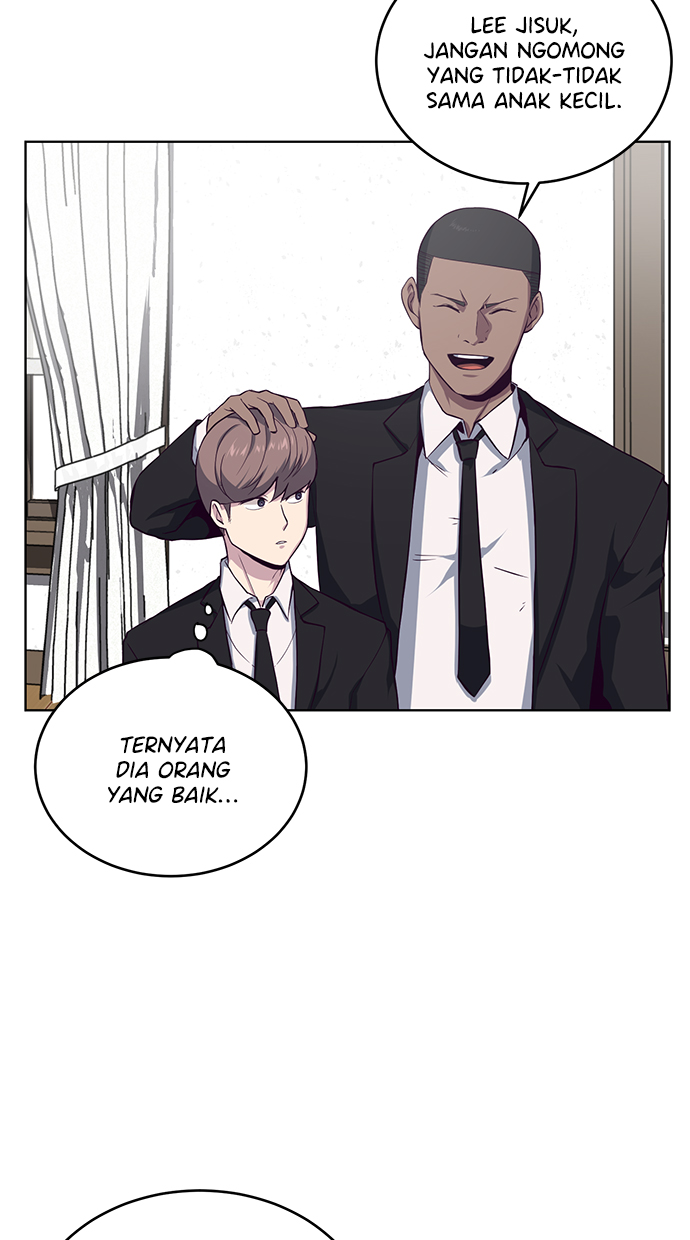 LEE JISUK,
JANGAN NGOMONG
YANG TIDAK-TIDAK
SAMA ANAK KECIL.
TERNYATA
DIA ORANG
YANG BAIK...